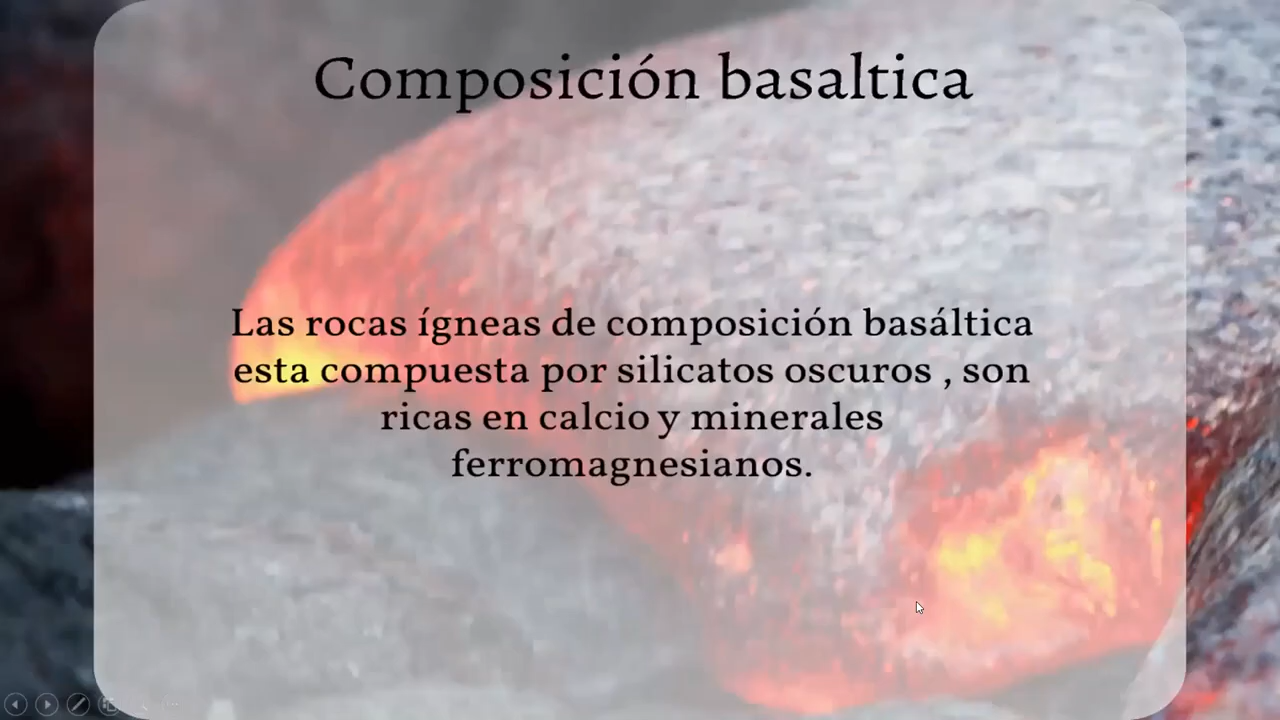 Composición basaltica
Las rocas ígneas de composición basáltica
esta compuesta por silicatos oscuros , son
ricas en calcio y minerales
ferromagnesianos.